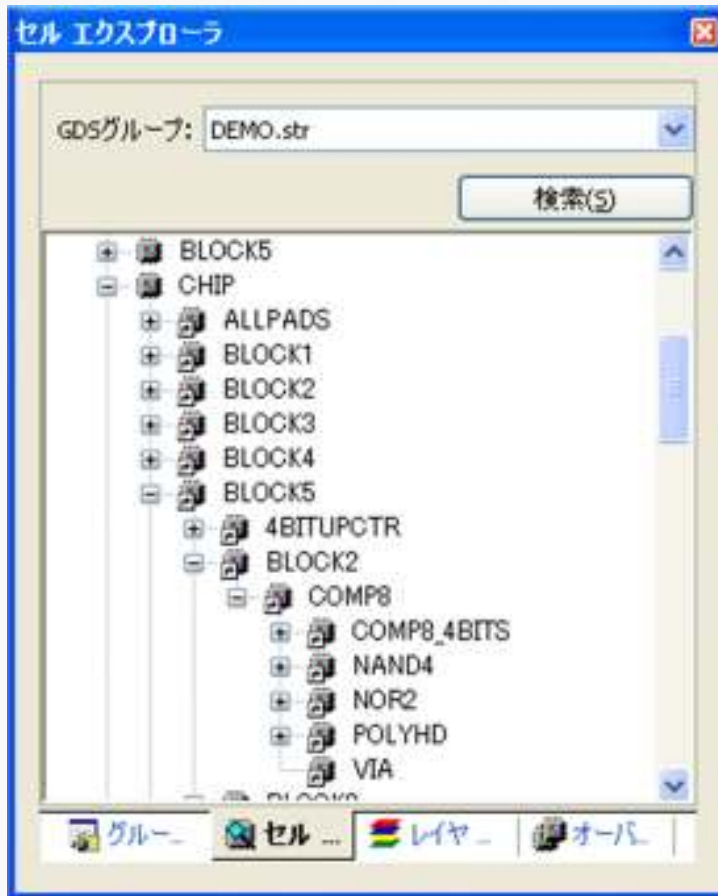 セル エクスプローラ
GDSグループ: DEMO.str
検索(S)
BLOCK5
CHIP
ALLPADS
BLOCK1
BLOCK2
BLOCK3
BLOCK4
BLOCK5
4BITUPCTR
BLOCK2
COMP8
COMP8_4BITS
NAND4
NOR2
POLYHD
VIA
グルー... セル ... レイヤ ... オーバ...